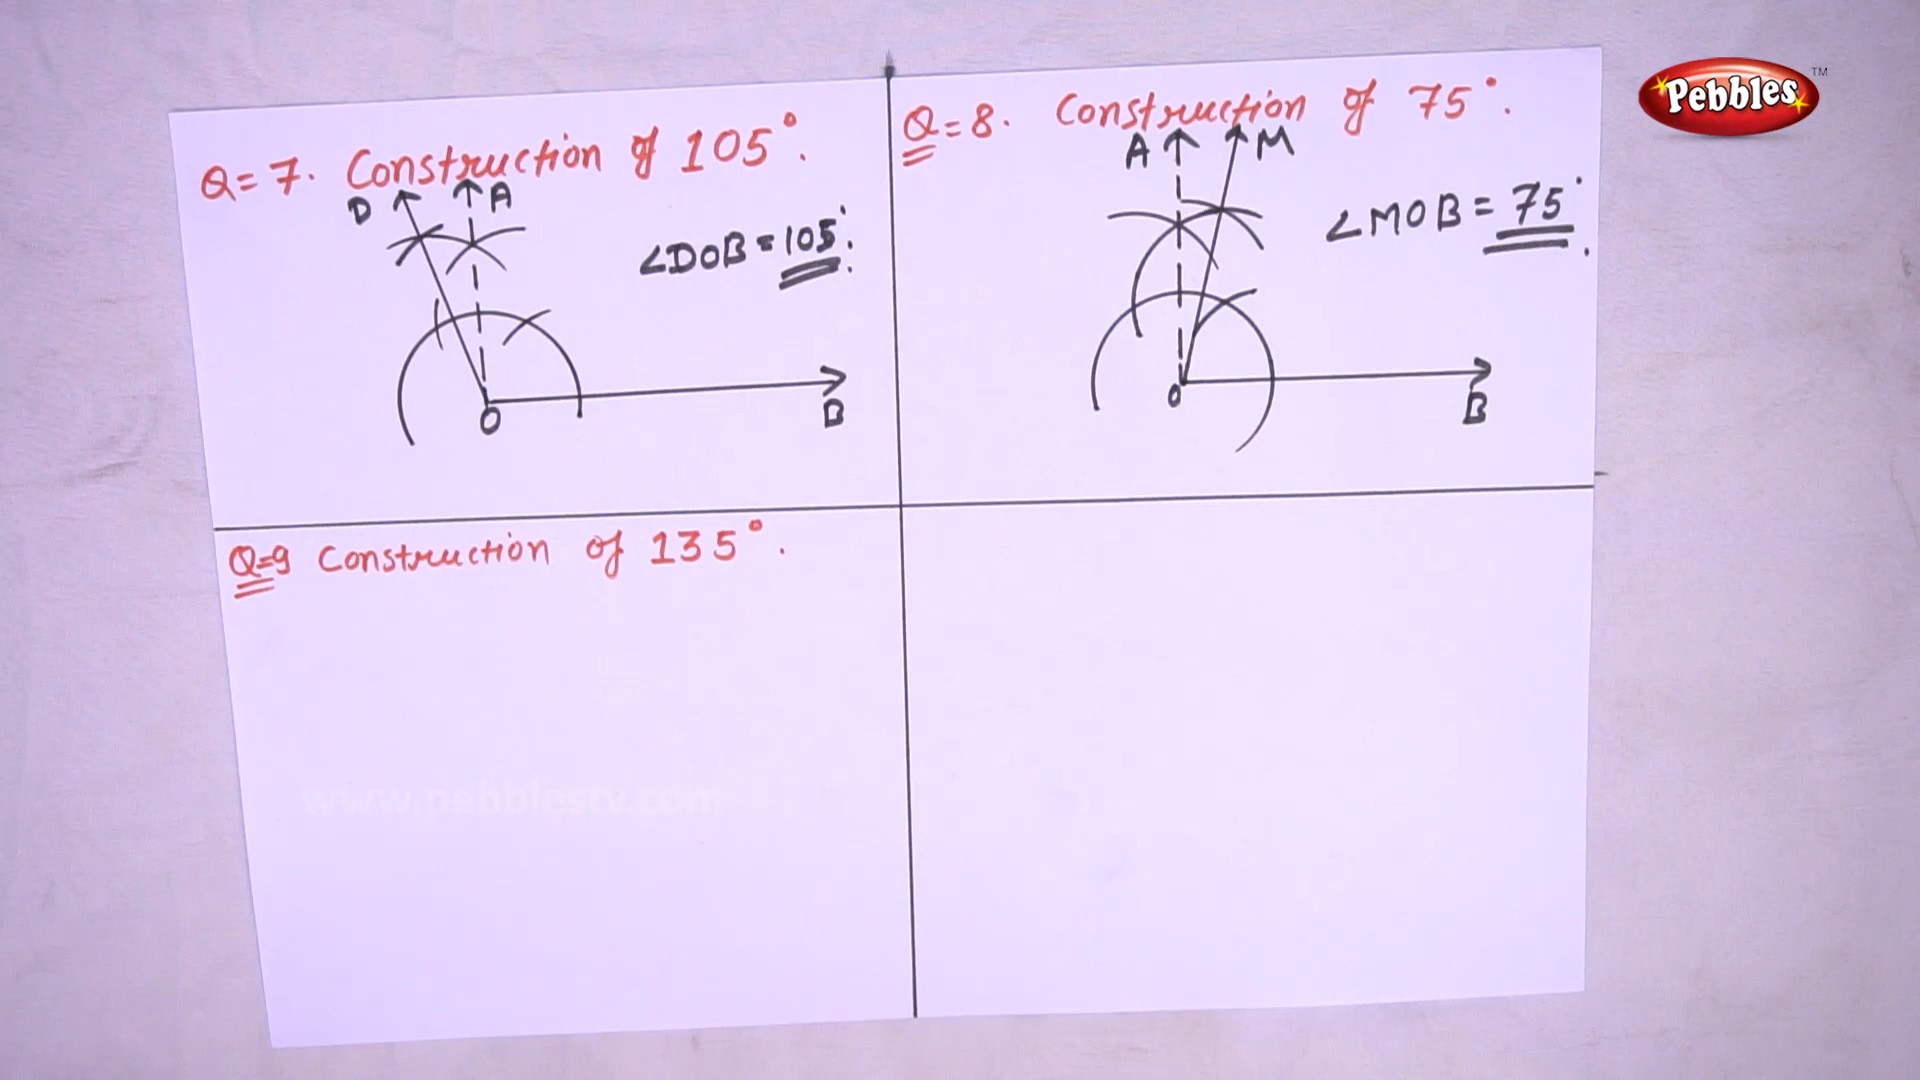 Q=7. Construction of 105°.
D
A
∠DOB = 105°.
O
B
Q=8. Construction of 75°.
A
M
∠MOB = 75°.
O
B
Q=9 Construction of 135°.
www.pebblestv.com
Pebbles™